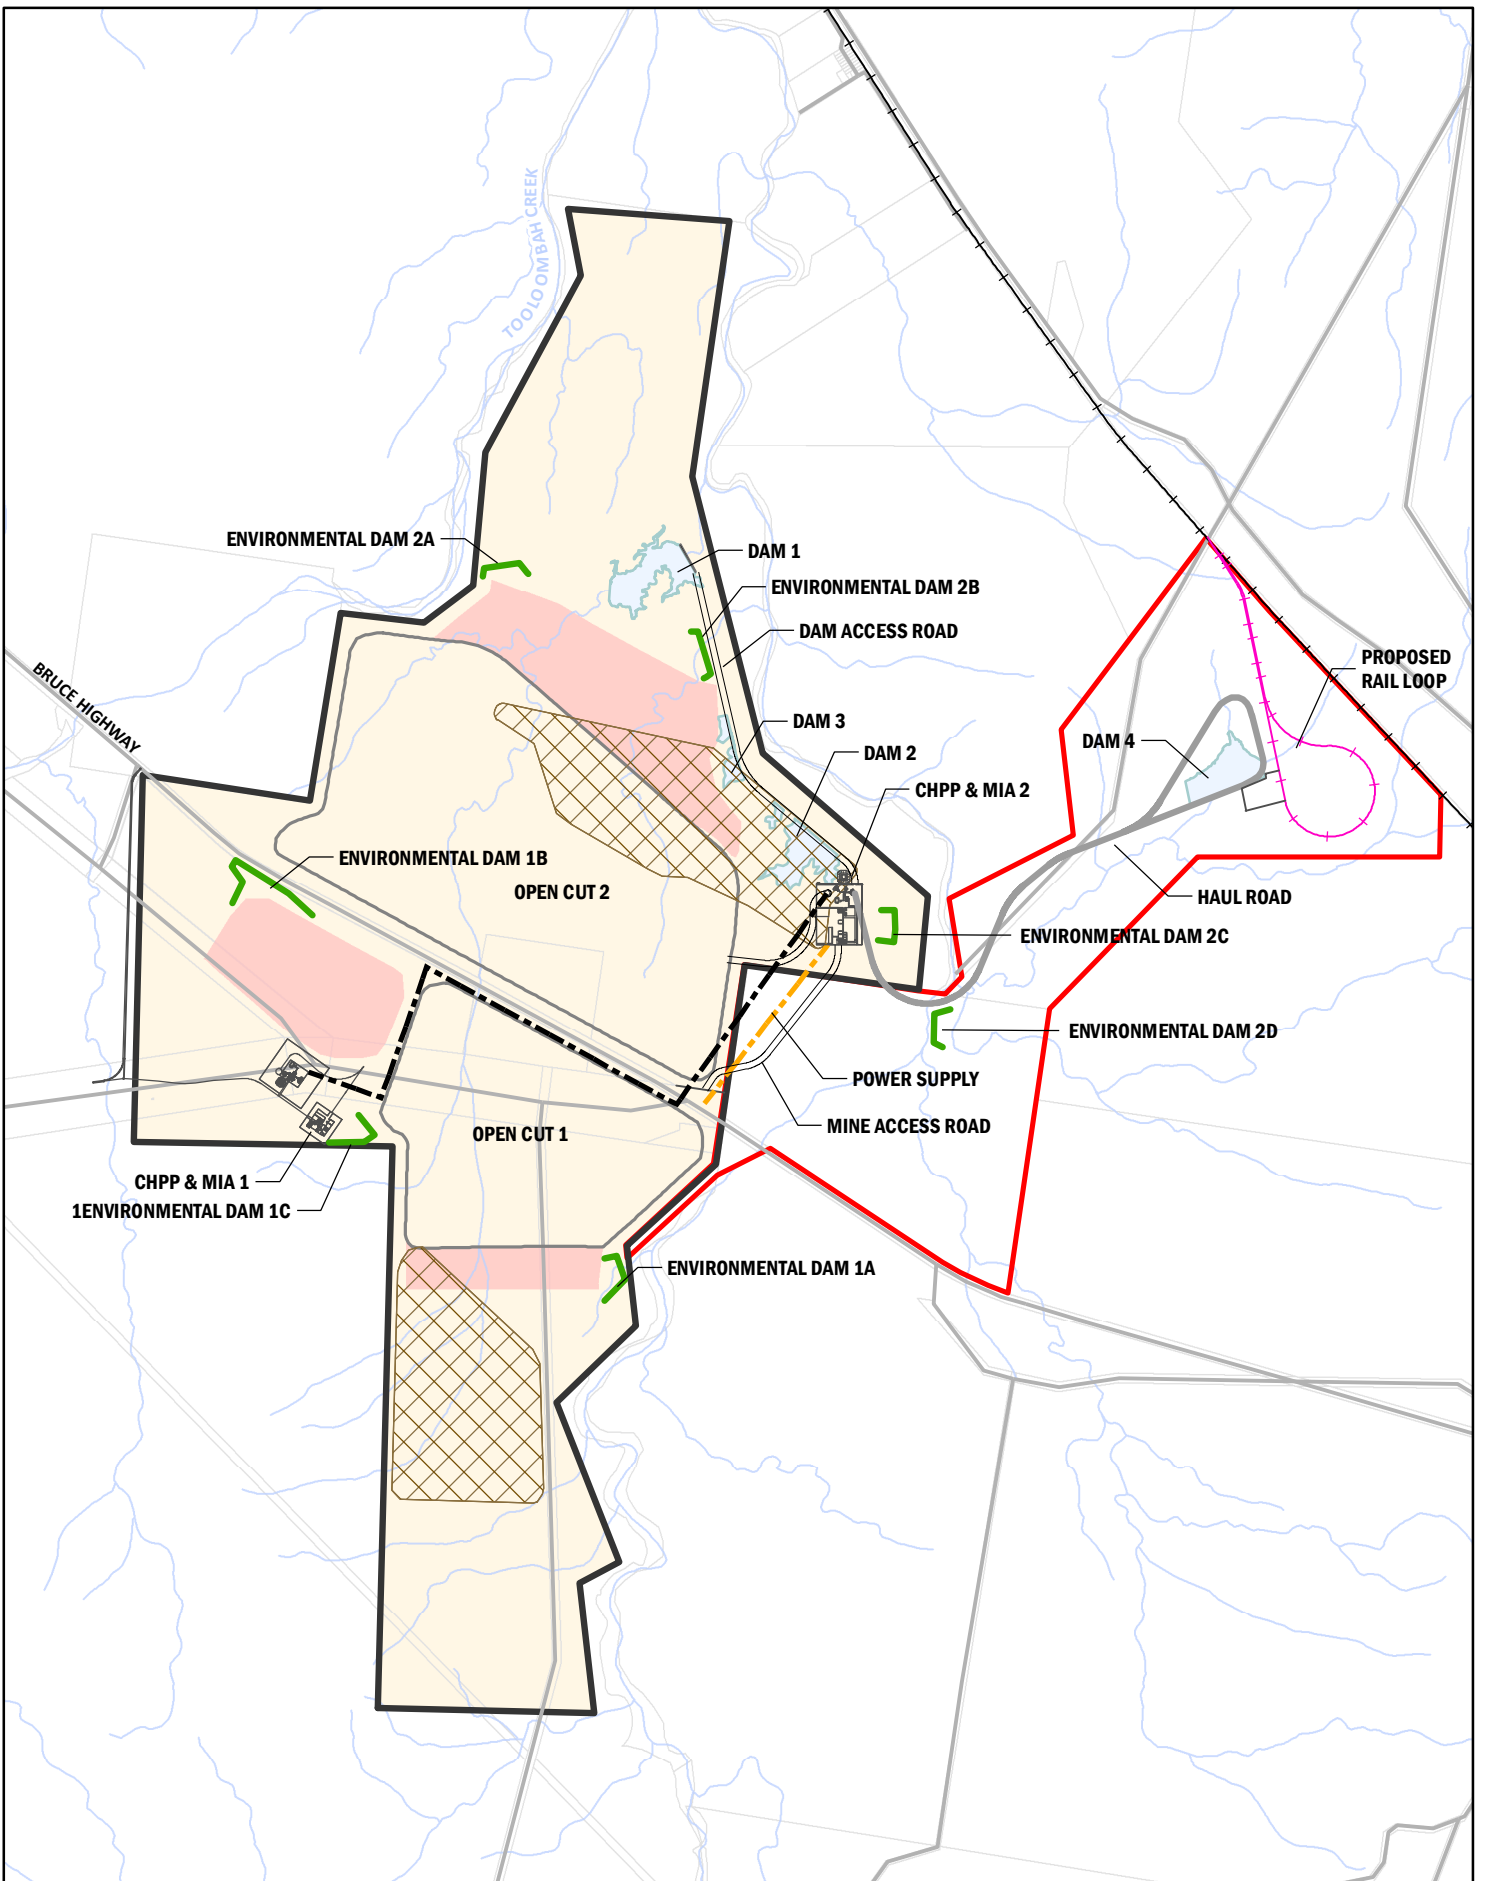 TOOLOOMBAH CREEK
ENVIRONMENTAL DAM 2A
DAM 1
ENVIRONMENTAL DAM 2B
DAM ACCESS ROAD
PROPOSED
RAIL LOOP
BRUCE HIGHWAY
DAM 3
DAM 4
DAM 2
CHPP & MIA 2
ENVIRONMENTAL DAM 1B
OPEN CUT 2
HAUL ROAD
ENVIRONMENTAL DAM 2C
ENVIRONMENTAL DAM 2D
POWER SUPPLY
MINE ACCESS ROAD
OPEN CUT 1
CHPP & MIA 1
1ENVIRONMENTAL DAM 1C
ENVIRONMENTAL DAM 1A